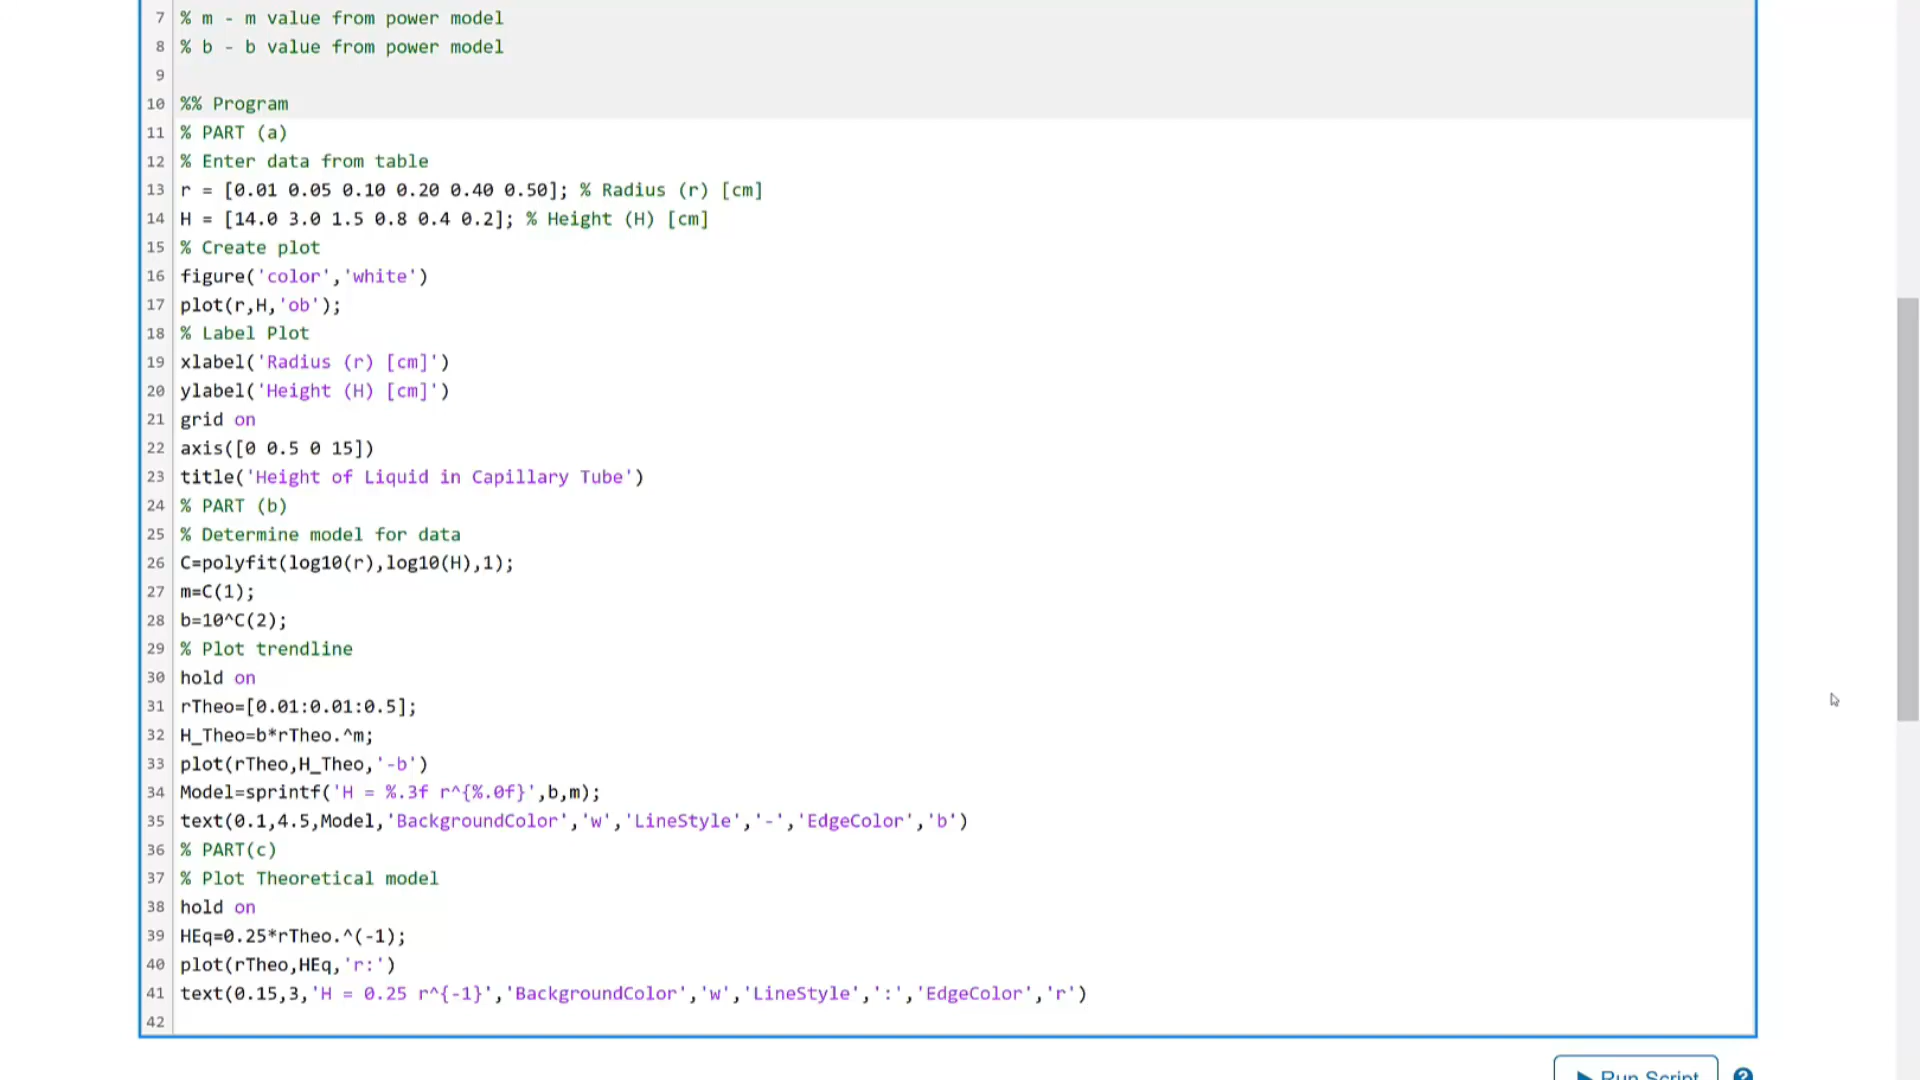 7 % m - m value from power model
8 % b - b value from power model
9
10 %% Program
11 % PART (a)
12 % Enter data from table
13 r = [0.01 0.05 0.10 0.20 0.40 0.50]; % Radius (r) [cm]
14 H = [14.0 3.0 1.5 0.8 0.4 0.2]; % Height (H) [cm]
15 % Create plot
16 figure('color','white')
17 plot(r,H,'ob');
18 % Label Plot
19 xlabel('Radius (r) [cm]')
20 ylabel('Height (H) [cm]')
21 grid on
22 axis([0 0.5 0 15])
23 title('Height of Liquid in Capillary Tube')
24 % PART (b)
25 % Determine model for data
26 C=polyfit(log10(r),log10(H),1);
27 m=C(1);
28 b=10^C(2);
29 % Plot trendline
30 hold on
31 rTheo=[0.01:0.01:0.5];
32 H_Theo=b*rTheo.^m;
33 plot(rTheo,H_Theo,'-b')
34 Model=sprintf('H = %.3f r^{%.0f}',b,m);
35 text(0.1,4.5,Model,'BackgroundColor','w','LineStyle','-','EdgeColor','b')
36 % PART(c)
37 % Plot Theoretical model
38 hold on
39 HEq=0.25*rTheo.^(-1);
40 plot(rTheo,HEq,'r:')
41 text(0.15,3,'H = 0.25 r^{-1}','BackgroundColor','w','LineStyle',':','EdgeColor','r')
42
Run Script ?